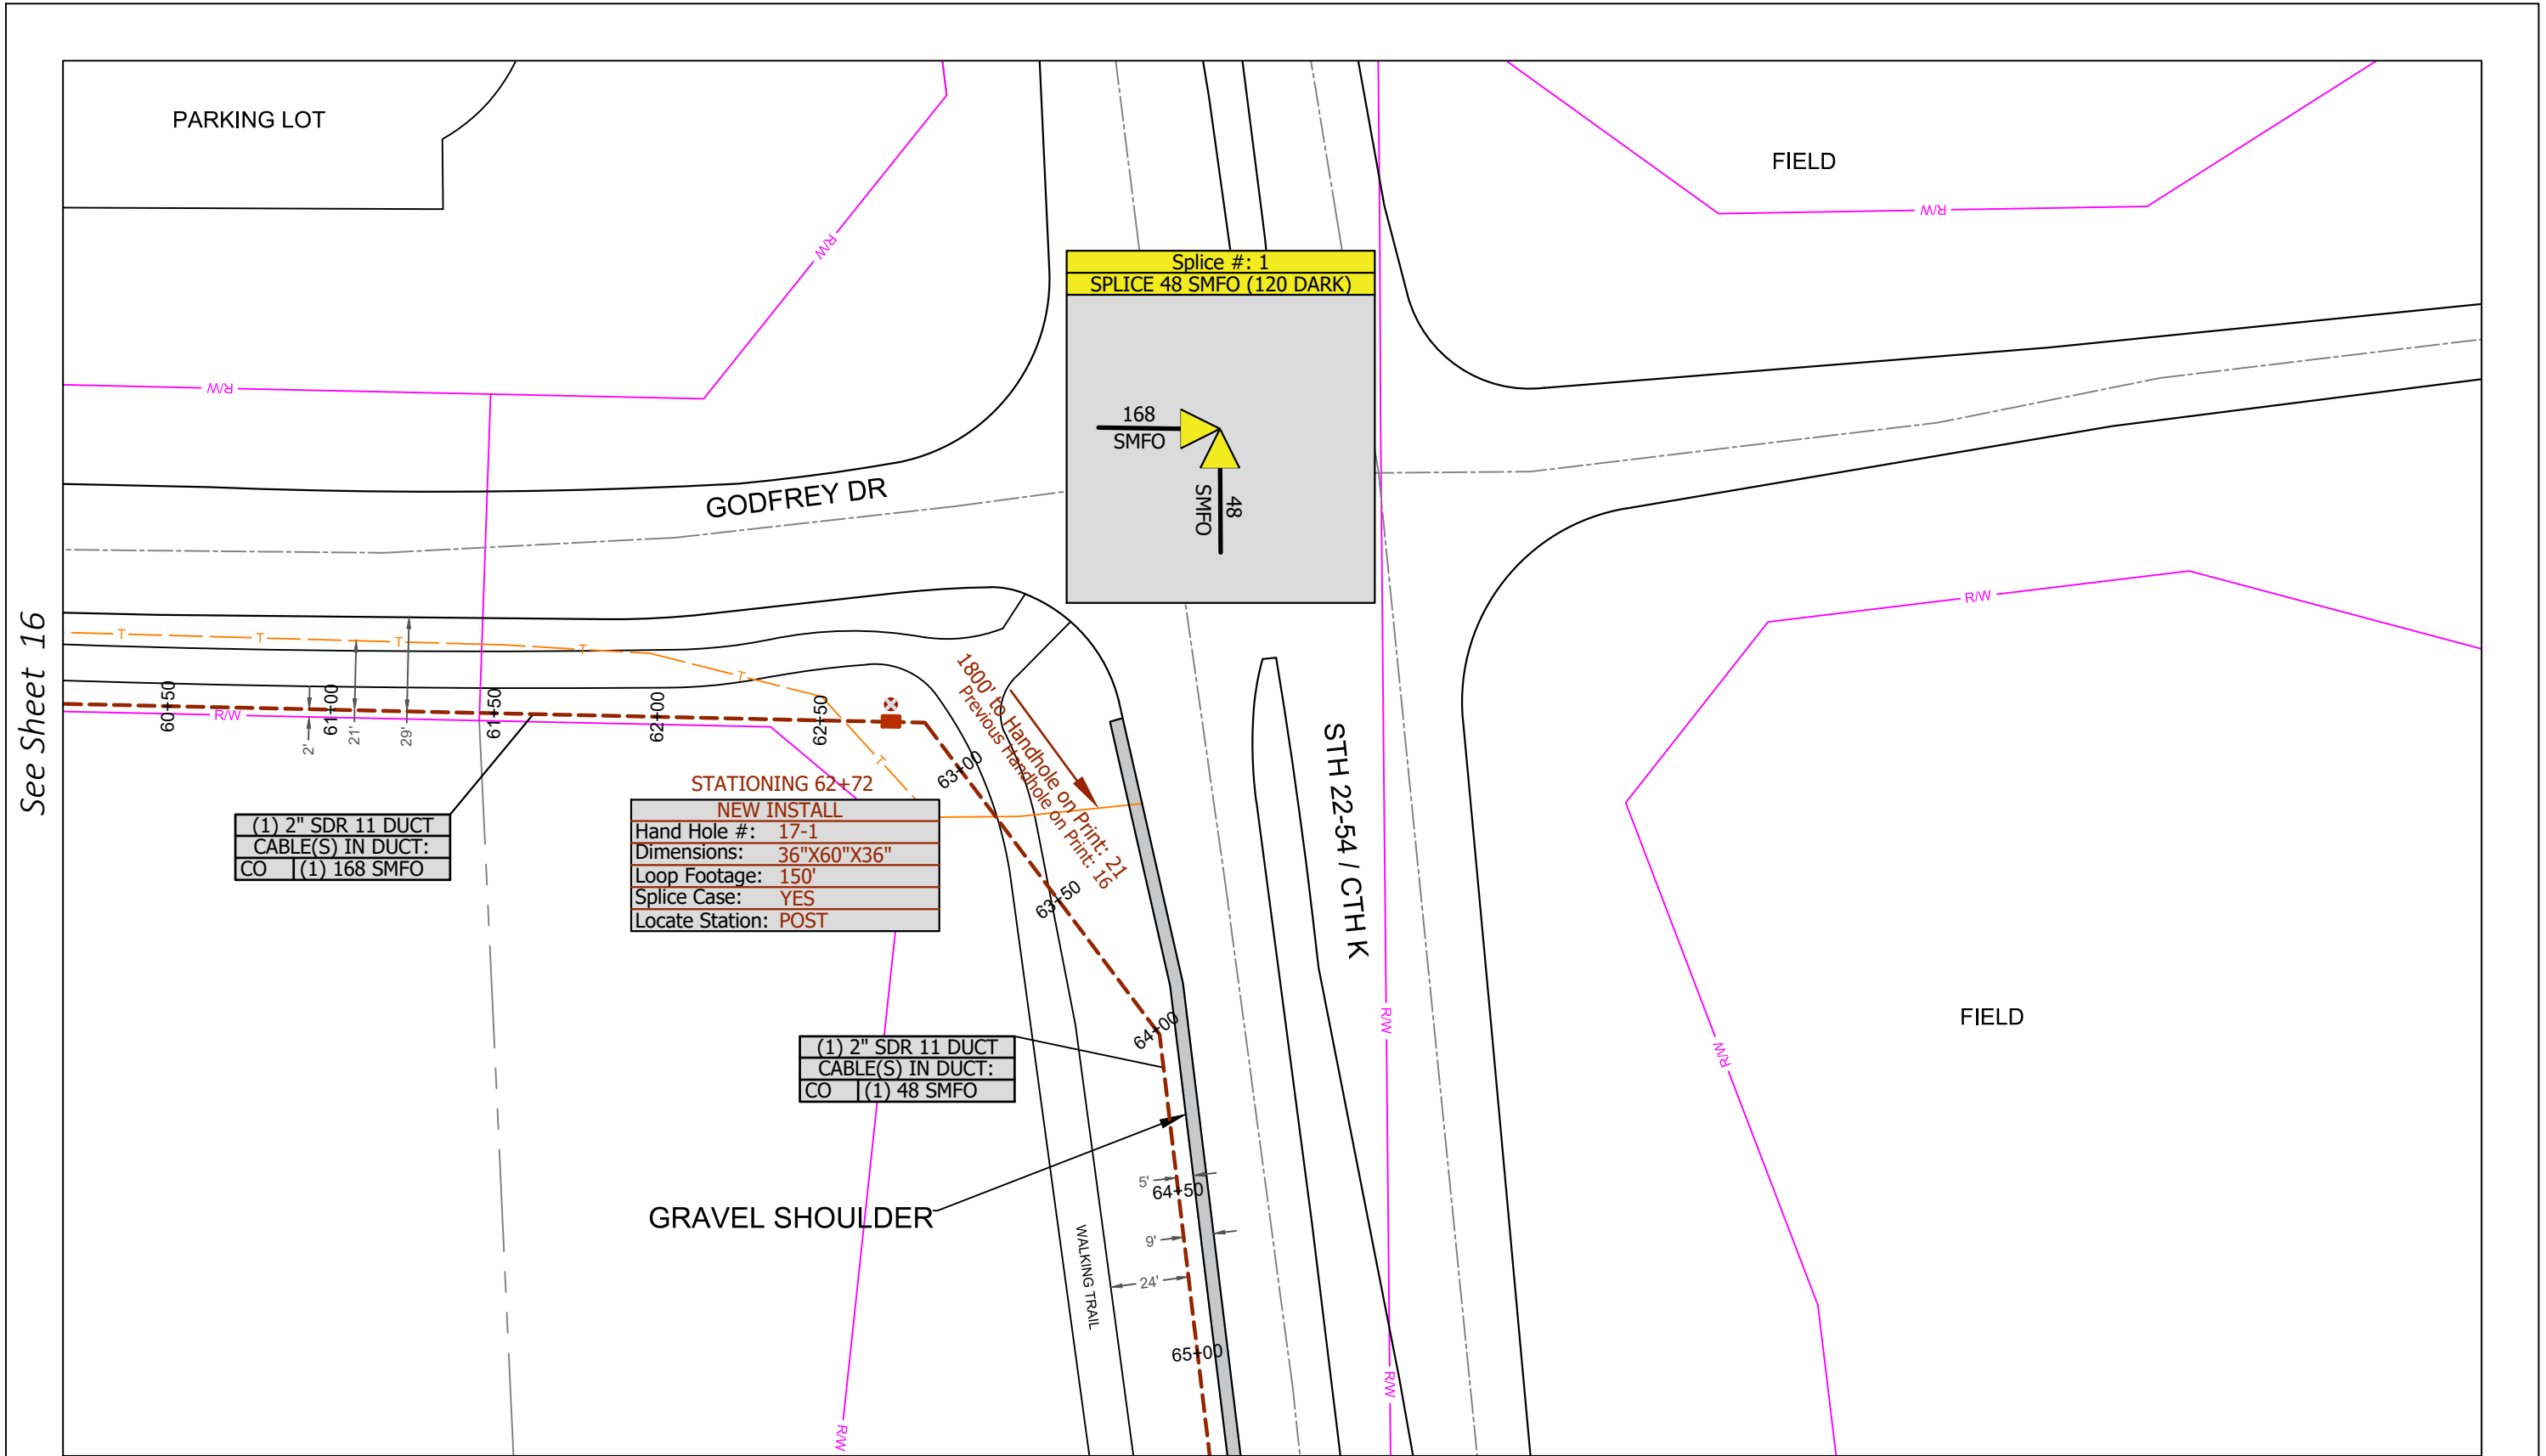 PARKING LOT
FIELD
R/W
R/W
R/W
Splice #: 1
SPLICE 48 SMFO (120 DARK)
168
SMFO
48
SMFO
GODFREY DR
R/W
See Sheet 16
T
T
T
T
T
T
60+50
61+00
61+50
62+00
62+50
R/W
2'
21'
29'
63+00
63+50
64+00
64+50
65+00
1800' to Handhole on Print: 21
Previous Handhole on Print: 16
STH 22-54 / CTH K
STATIONING 62+72
NEW INSTALL
Hand Hole #: 17-1
Dimensions: 36"X60"X36"
Loop Footage: 150'
Splice Case: YES
Locate Station: POST
(1) 2" SDR 11 DUCT
CABLE(S) IN DUCT:
CO (1) 168 SMFO
(1) 2" SDR 11 DUCT
CABLE(S) IN DUCT:
CO (1) 48 SMFO
R/W
R/W
FIELD
GRAVEL SHOULDER
5'
9'
24'
WALKING TRAIL
R/W
R/W